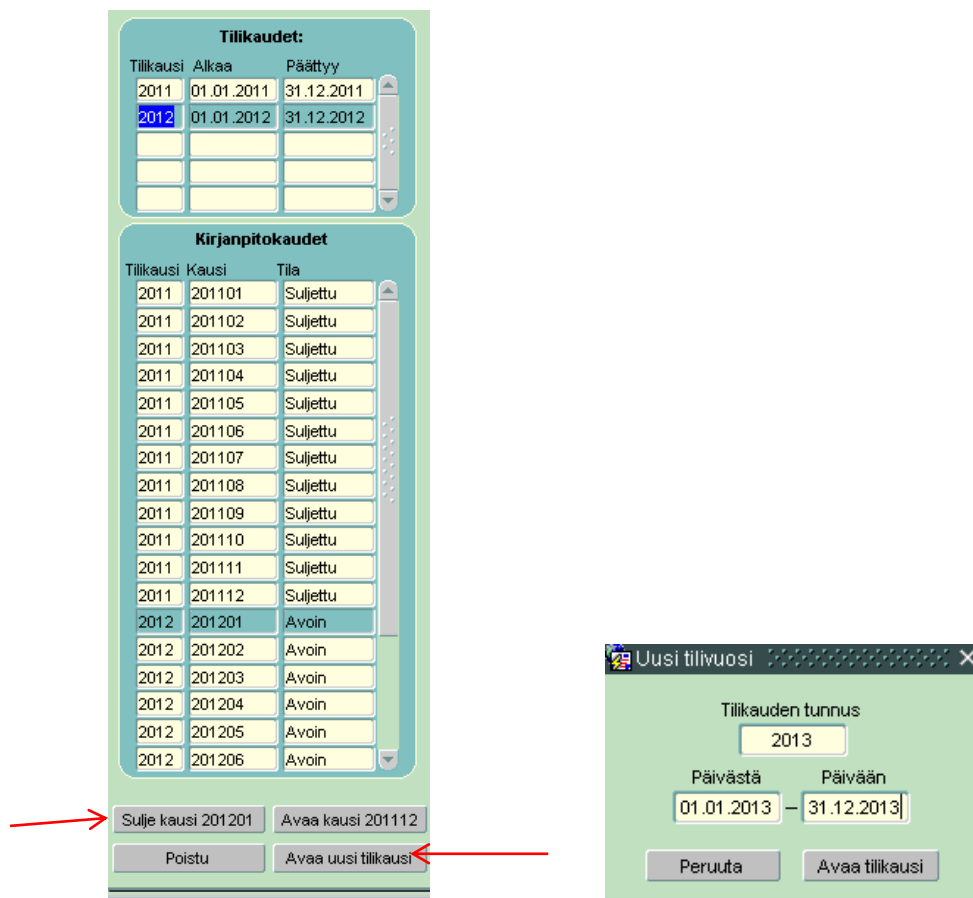 Tilikaudet:
Tilikausi Alkaa Päättyy
2011 01.01.2011 31.12.2011
2012 01.01.2012 31.12.2012
Kirjanpitokaudet
Tilikausi Kausi Tila
2011 201101 Suljettu
2011 201102 Suljettu
2011 201103 Suljettu
2011 201104 Suljettu
2011 201105 Suljettu
2011 201106 Suljettu
2011 201107 Suljettu
2011 201108 Suljettu
2011 201109 Suljettu
2011 201110 Suljettu
2011 201111 Suljettu
2011 201112 Suljettu
2012 201201 Avoin
2012 201202 Avoin
2012 201203 Avoin
2012 201204 Avoin
2012 201205 Avoin
2012 201206 Avoin
Sulje kausi 201201 Avaa kausi 201112
Poistu Avaa uusi tilikausi
Uusi tilivuosi
Tilikauden tunnus
2013
Päivästä Päivään
01.01.2013 – 31.12.2013
Peruuta Avaa tilikausi